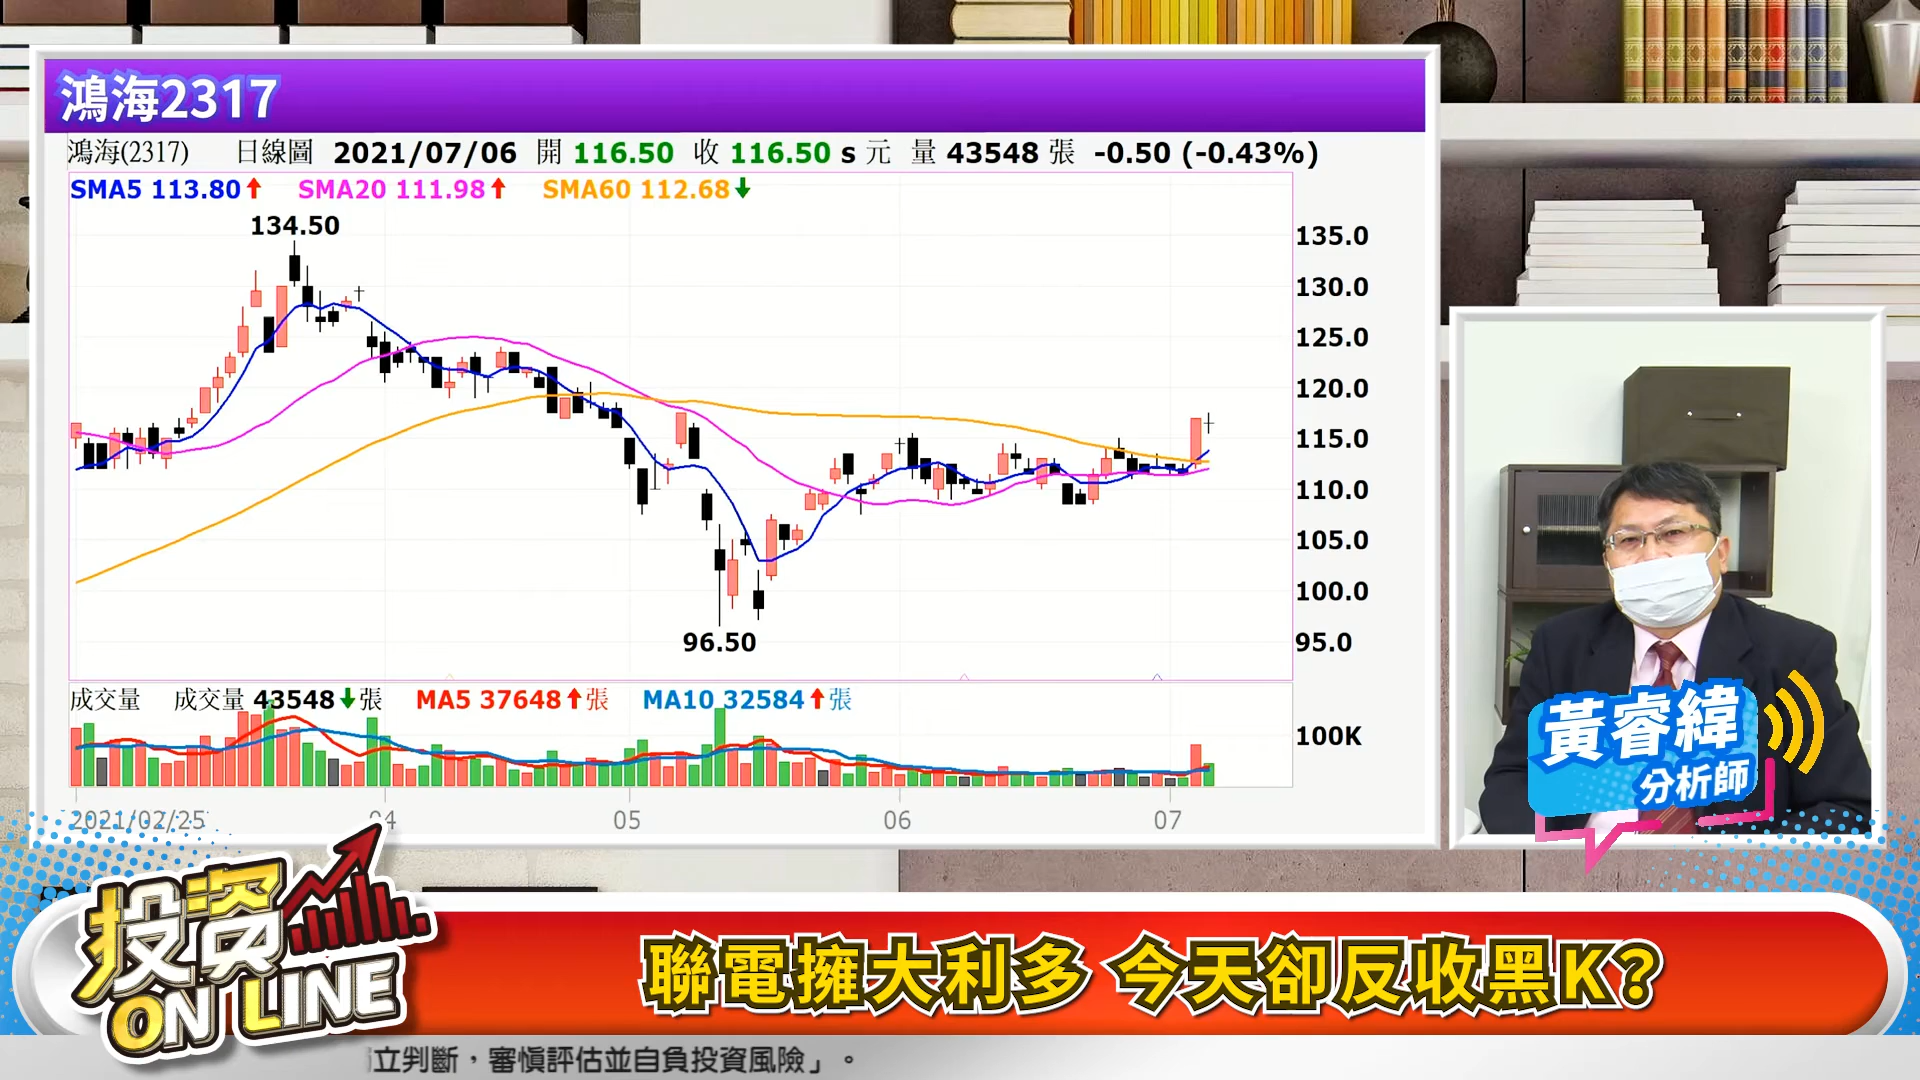 鴻海2317
鴻海(2317) 日線圖 2021/07/06 開 116.50 收 116.50 s 元 量 43548 張 -0.50 (-0.43%)
SMA5 113.80 SMA20 111.98 SMA60 112.68
134.50
135.0
130.0
125.0
120.0
115.0
110.0
105.0
100.0
95.0
96.50
成交量 成交量 43548 張 MA5 37648 張 MA10 32584 張
100K
2021/02/25 04 05 06 07
黃睿緯
分析師
投資
ON LINE
聯電擁大利多 今天卻反收黑K?
立判斷，審慎評估並自負投資風險」。